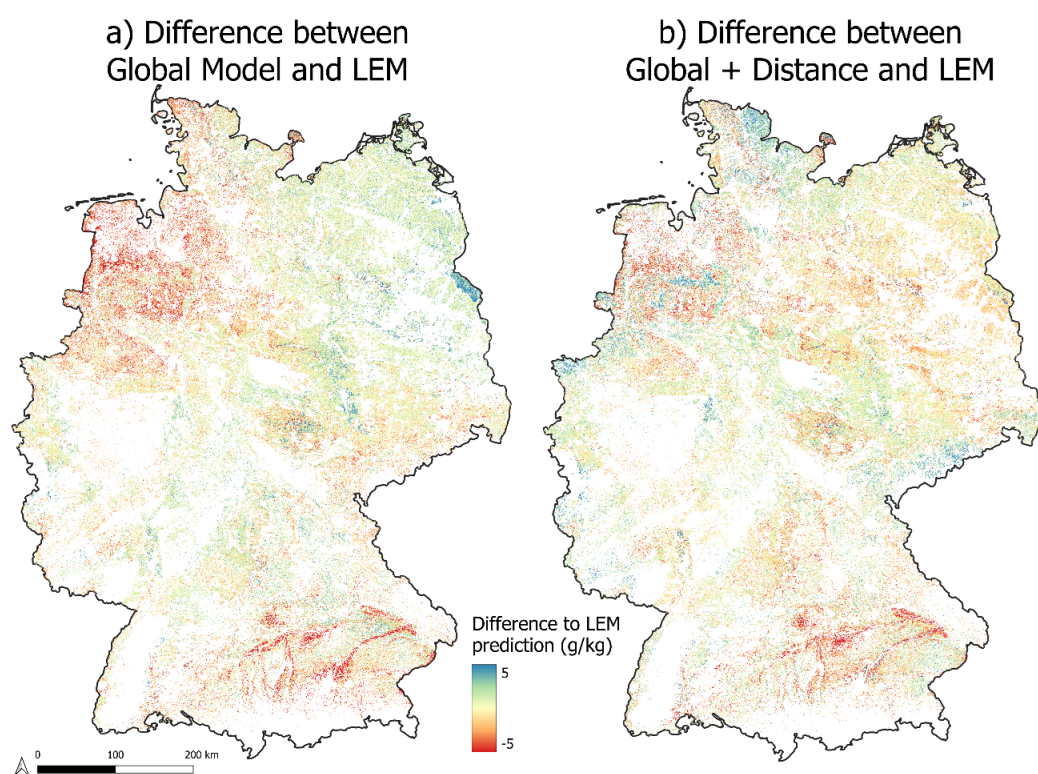 a) Difference between
Global Model and LEM
b) Difference between
Global + Distance and LEM
Difference to LEM
prediction (g/kg)
5
-5
0 100 200 km